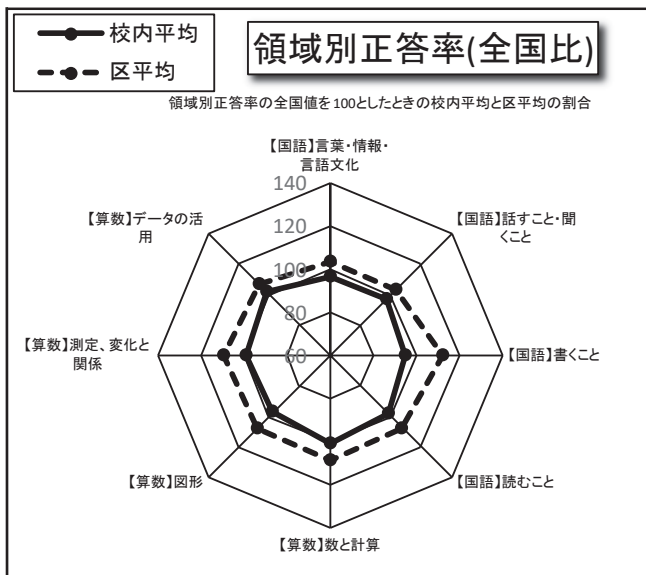 校内平均
区平均
領域別正答率(全国比)
領域別正答率の全国値を100としたときの校内平均と区平均の割合
【国語】言葉・情報・
言語文化
【国語】話すこと・聞
くこと
【国語】書くこと
【国語】読むこと
【算数】数と計算
【算数】図形
【算数】測定、変化と
関係
【算数】データの活
用
140
120
100
80
60